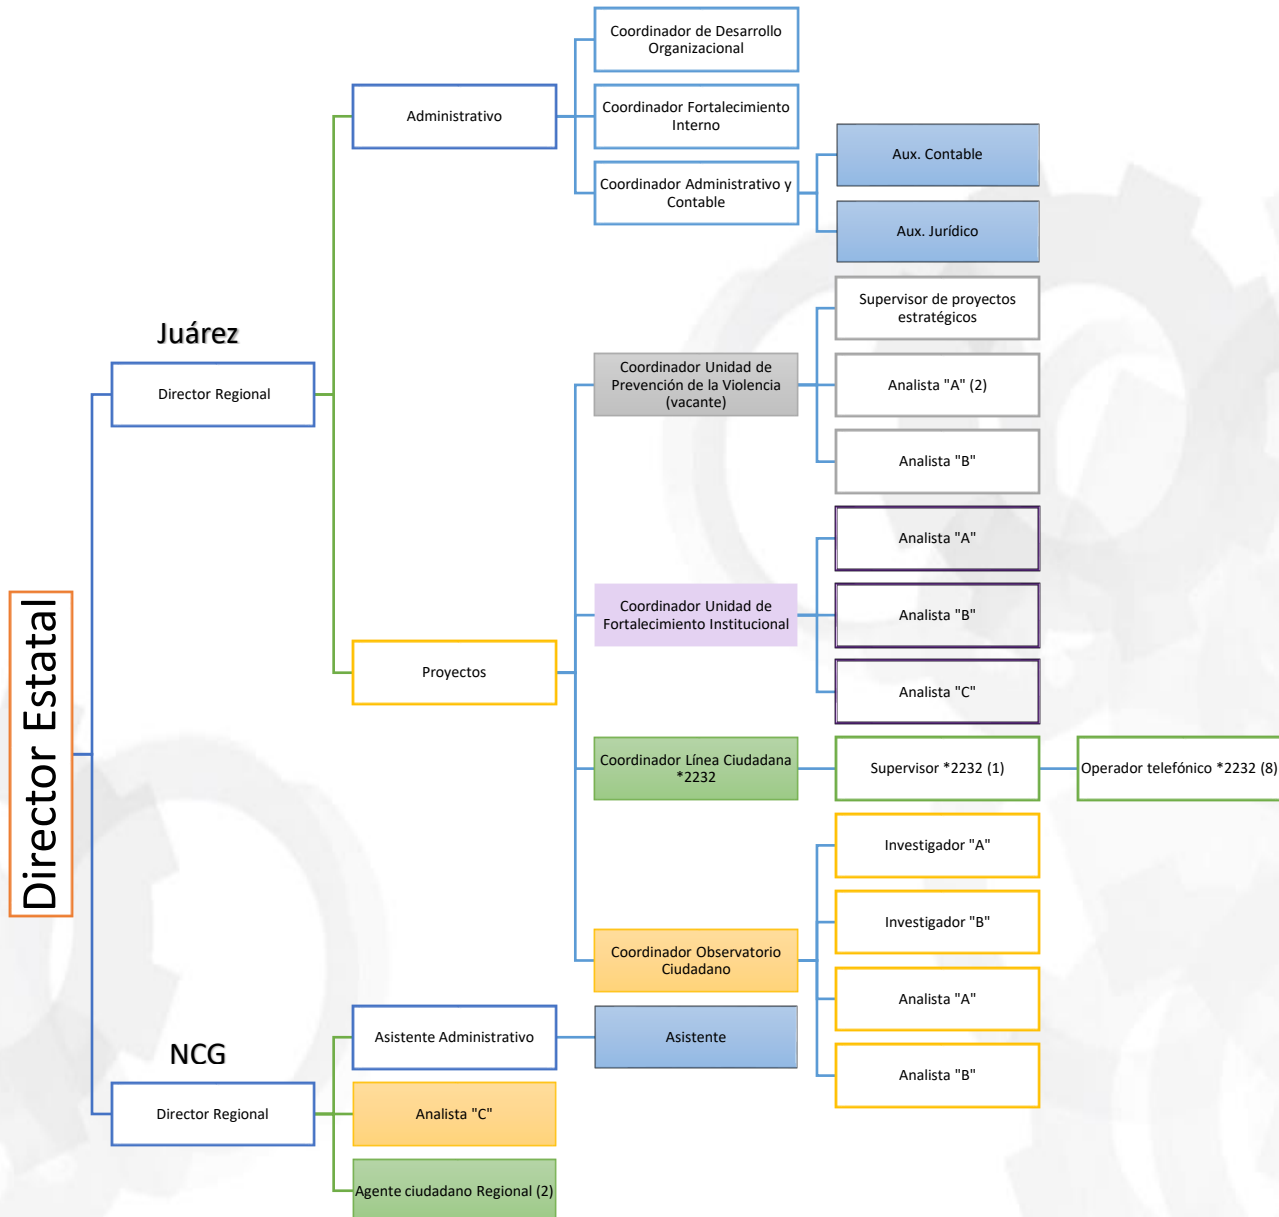 Director Estatal
Juárez
Director Regional
Administrativo
Coordinador de Desarrollo
Organizacional
Coordinador Fortalecimiento
Interno
Coordinador Administrativo y
Contable
Aux. Contable
Aux. Jurídico
Proyectos
Coordinador Unidad de
Prevención de la Violencia
(vacante)
Supervisor de proyectos
estratégicos
Analista "A" (2)
Analista "B"
Coordinador Unidad de
Fortalecimiento Institucional
Analista "A"
Analista "B"
Analista "C"
Coordinador Línea Ciudadana
*2232
Supervisor *2232 (1)
Operador telefónico *2232 (8)
Coordinador Observatorio
Ciudadano
Investigador "A"
Investigador "B"
Analista "A"
Analista "B"
NCG
Director Regional
Asistente Administrativo
Asistente
Analista "C"
Agente ciudadano Regional (2)